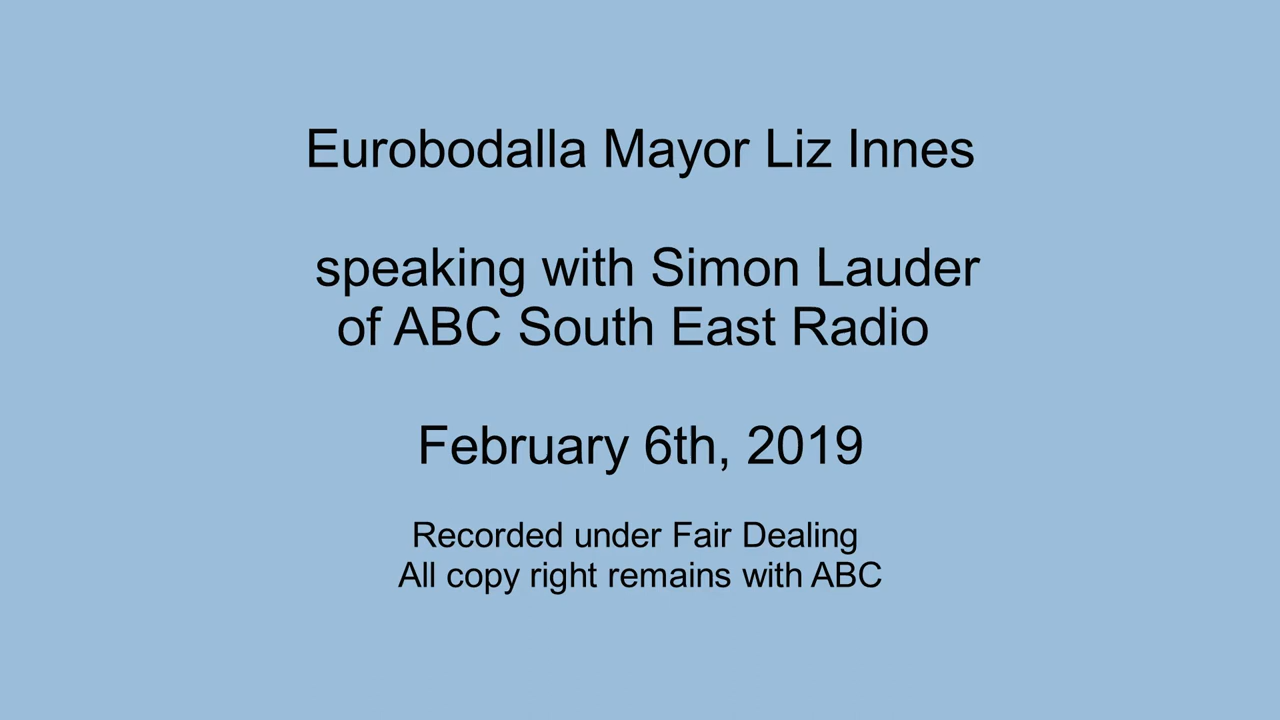 Eurobodalla Mayor Liz Innes
speaking with Simon Lauder
of ABC South East Radio
February 6th, 2019
Recorded under Fair Dealing
All copy right remains with ABC